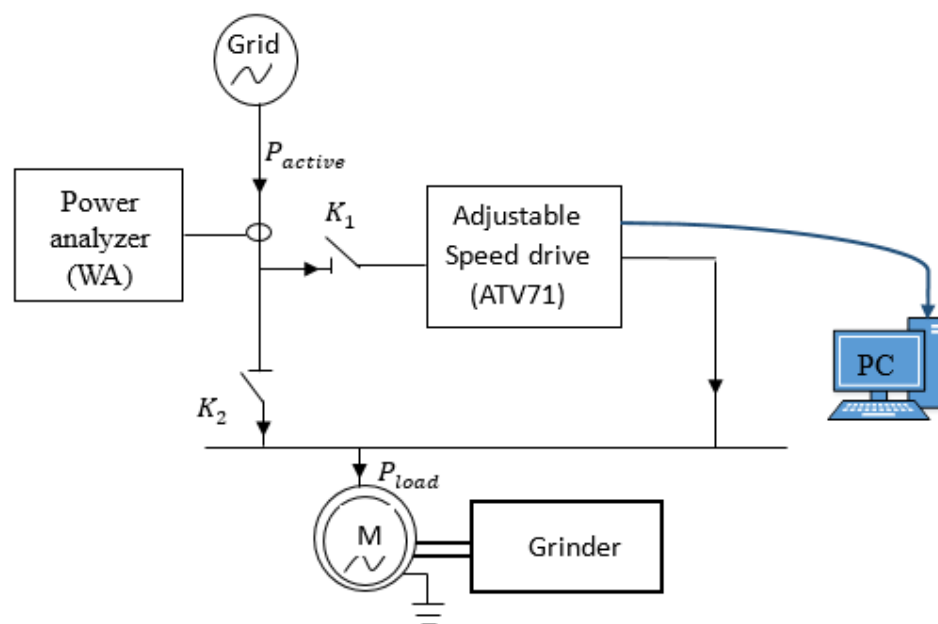 Grid
P_active
Power
analyzer
(WA)
K_1
Adjustable
Speed drive
(ATV71)
PC
K_2
P_load
M
Grinder